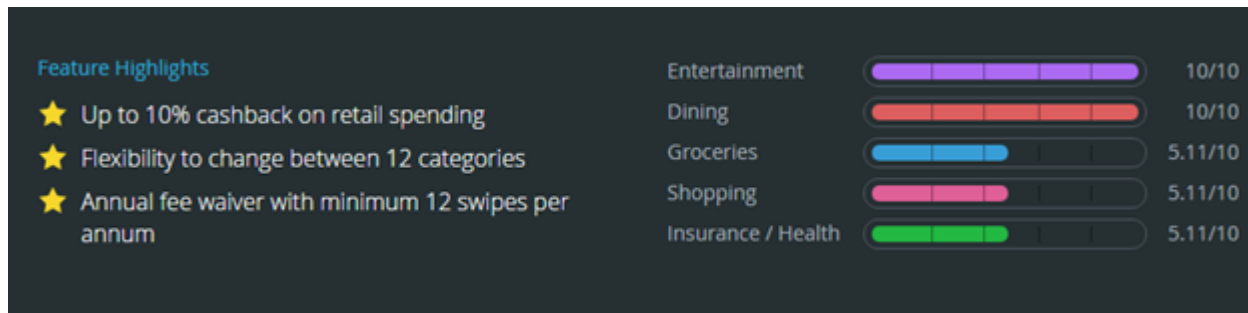 Feature Highlights
Up to 10% cashback on retail spending
Flexibility to change between 12 categories
Annual fee waiver with minimum 12 swipes per
annum
Entertainment 10/10
Dining 10/10
Groceries 5.11/10
Shopping 5.11/10
Insurance / Health 5.11/10